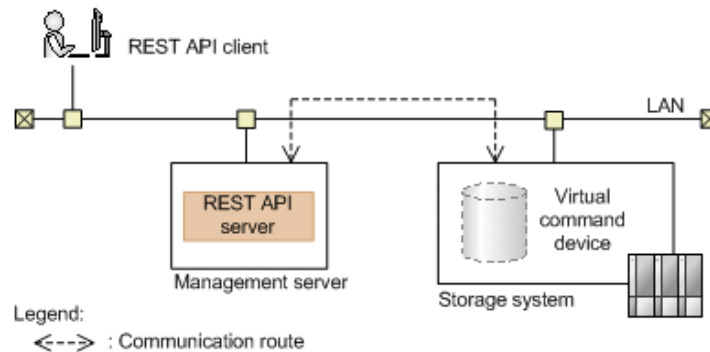 REST API client
LAN
REST API
server
Virtual
command
device
Management server
Storage system
Legend:
: Communication route